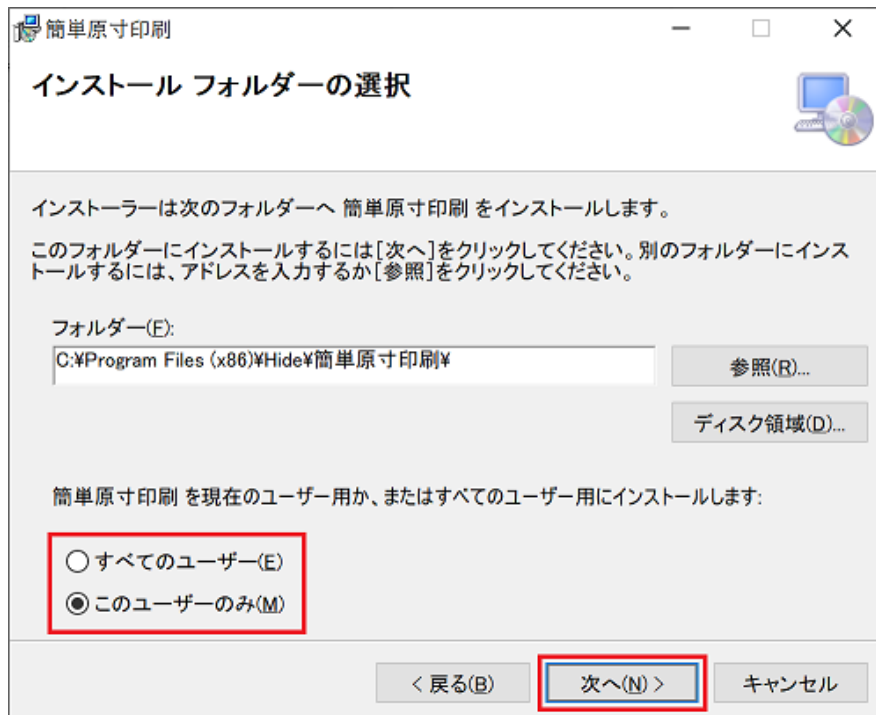 簡単原寸印刷
インストール フォルダーの選択
インストーラーは次のフォルダーへ 簡単原寸印刷 をインストールします。
このフォルダーにインストールするには[次へ]をクリックしてください。別のフォルダーにインス
トールするには、アドレスを入力するか[参照]をクリックしてください。
フォルダー(F):
C:¥Program Files (x86)¥Hide¥簡単原寸印刷¥
参照(R)...
ディスク領域(D)...
簡単原寸印刷 を現在のユーザー用か、またはすべてのユーザー用にインストールします:
すべてのユーザー(E)
このユーザーのみ(M)
< 戻る(B)
次へ(N) >
キャンセル